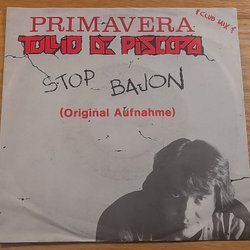 PRIMAVERA
"CLUB MIX"
TULLIO DE PISCOPO
STOP BAJON
(Original Aufnahme)